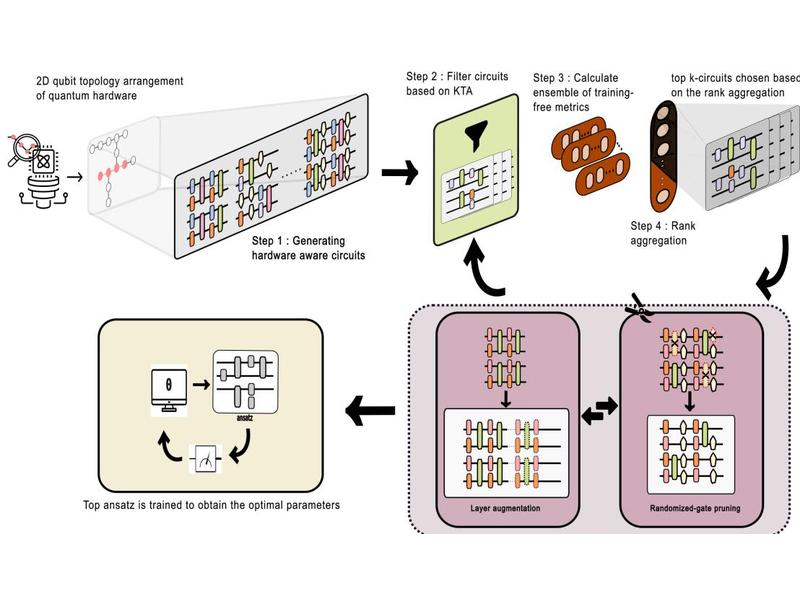 2D qubit topology arrangement
of quantum hardware
Step 1 : Generating
hardware aware circuits
Step 2 : Filter circuits
based on KTA
Step 3 : Calculate
ensemble of training-
free metrics
top k-circuits chosen based
on the rank aggregation
Step 4 : Rank
aggregation
θ
ansatz
Top ansatz is trained to obtain the optimal parameters
Layer augmentation
Randomized-gate pruning